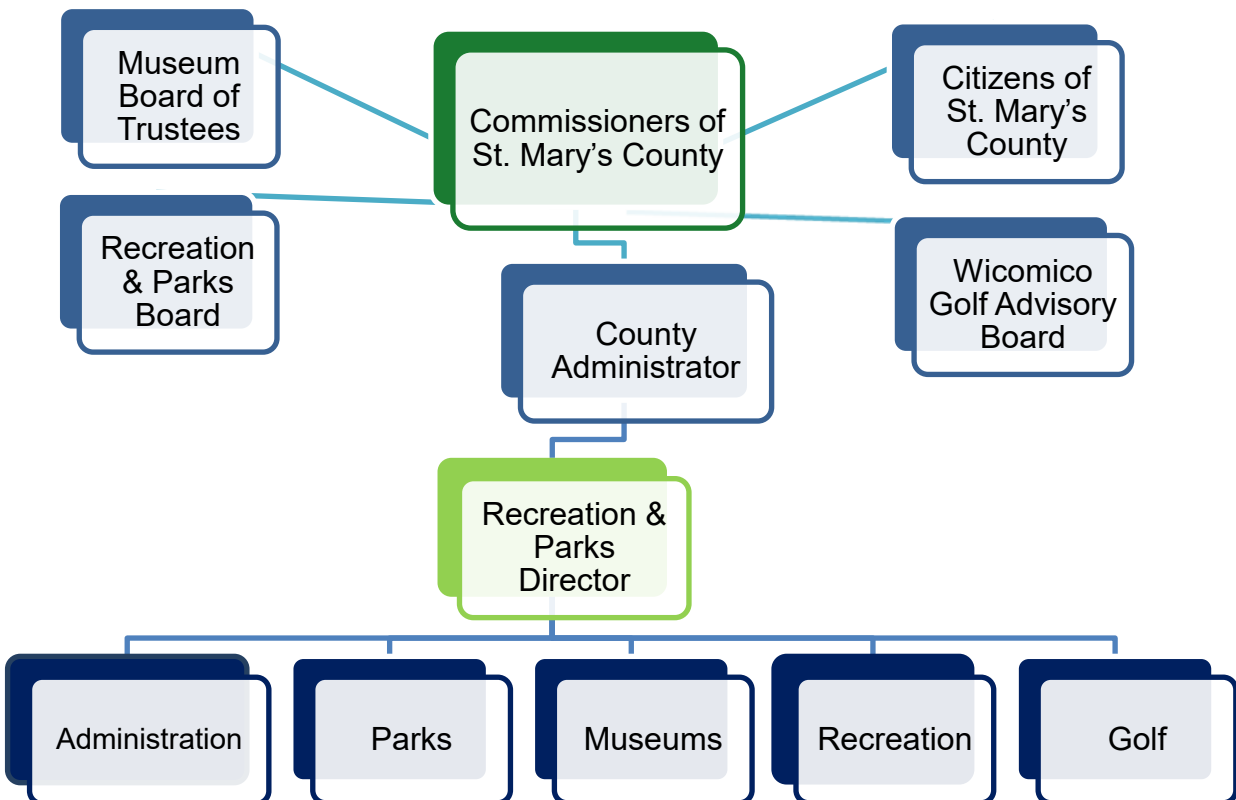 Museum
Board of
Trustees
Commissioners of
St. Mary’s County
Citizens of
St. Mary’s
County
Recreation
& Parks
Board
Wicomico
Golf Advisory
Board
County
Administrator
Recreation &
Parks
Director
Administration
Parks
Museums
Recreation
Golf